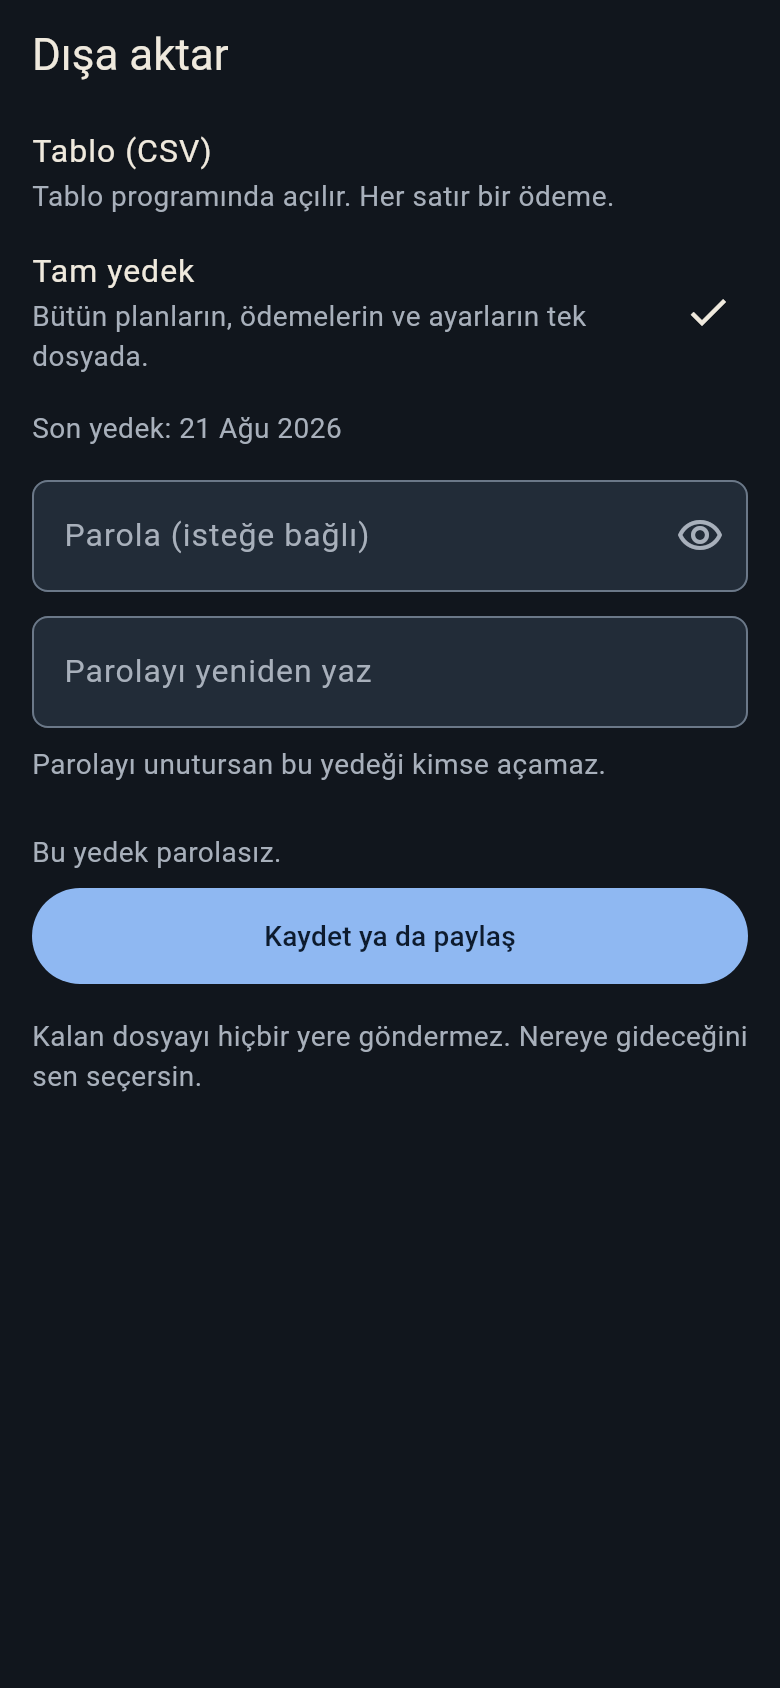 Dışa aktar
Tablo (CSV)
Tablo programında açılır. Her satır bir ödeme.
Tam yedek
Bütün planların, ödemelerin ve ayarların tek
dosyada.
Son yedek: 21 Ağu 2026
Parola (isteğe bağlı)
Parolayı yeniden yaz
Parolayı unutursan bu yedeği kimse açamaz.
Bu yedek parolasız.
Kaydet ya da paylaş
Kalan dosyayı hiçbir yere göndermez. Nereye gideceğini
sen seçersin.